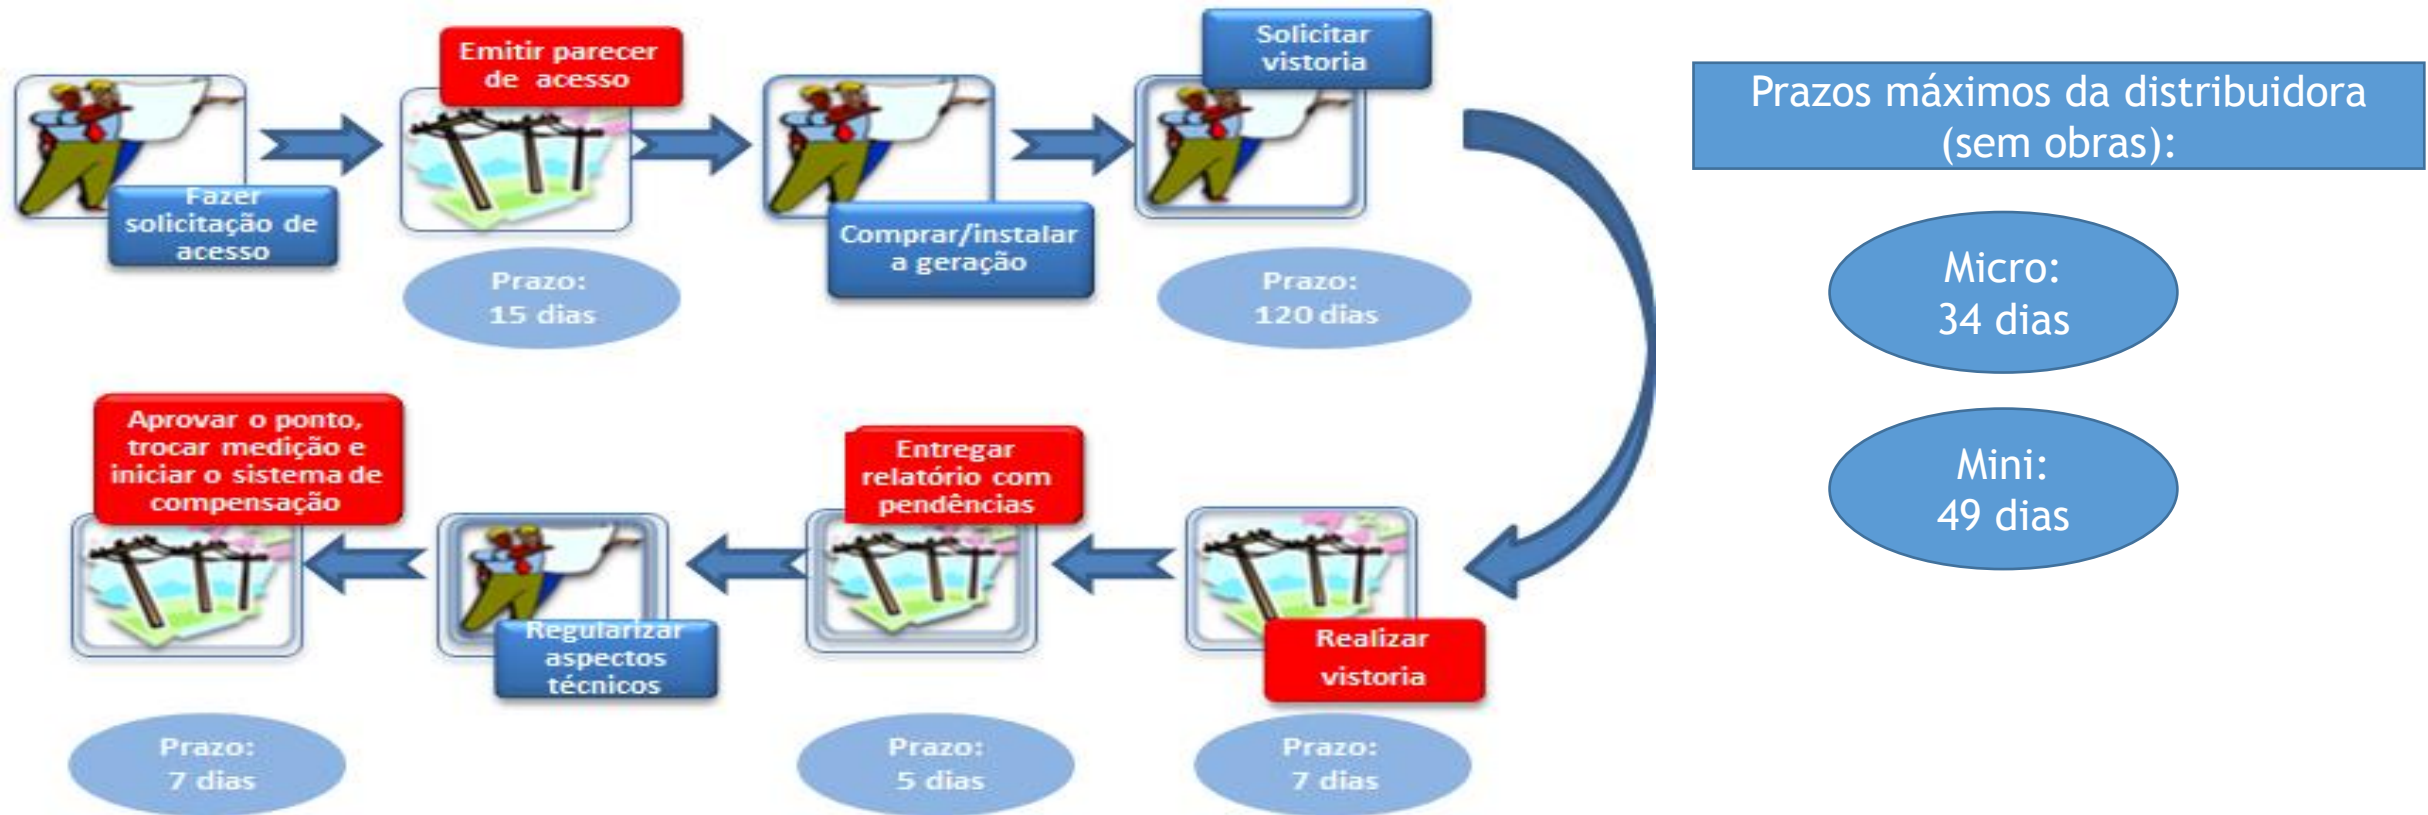 Fazer
solicitação de
acesso
Emitir parecer
de acesso
Prazo:
15 dias
Comprar/instalar
a geração
Solicitar
vistoria
Prazo:
120 dias
Realizar
vistoria
Prazo:
7 dias
Entregar
relatório com
pendências
Prazo:
5 dias
Regularizar
aspectos
técnicos
Aprovar o ponto,
trocar medição e
iniciar o sistema de
compensação
Prazo:
7 dias
Prazos máximos da distribuidora
(sem obras):
Micro:
34 dias
Mini:
49 dias